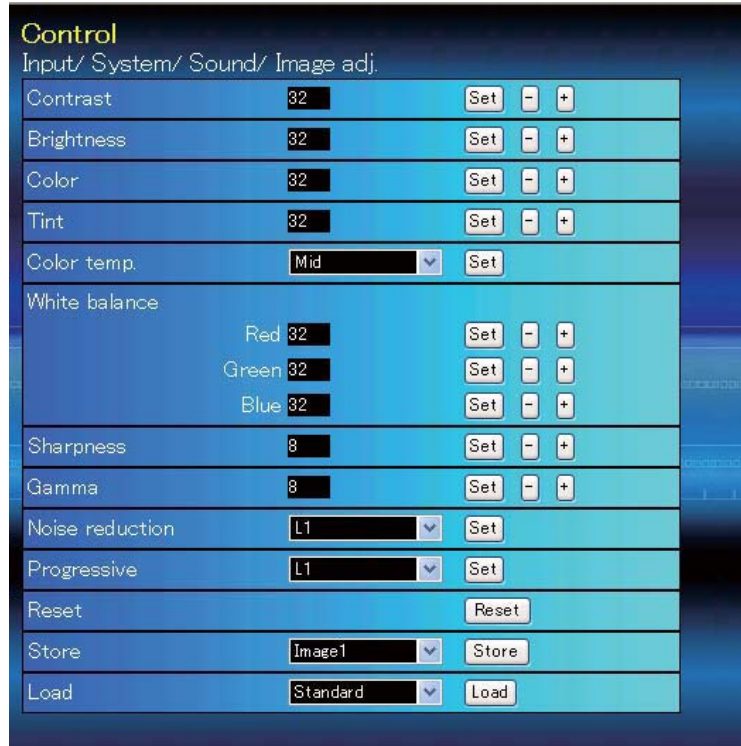 Control
Input/ System/ Sound/ Image adj.
Contrast 32 Set - +
Brightness 32 Set - +
Color 32 Set - +
Tint 32 Set - +
Color temp. Mid Set
White balance
Red 32 Set - +
Green 32 Set - +
Blue 32 Set - +
Sharpness 8 Set - +
Gamma 8 Set - +
Noise reduction L1 Set
Progressive L1 Set
Reset Reset
Store Image1 Store
Load Standard Load